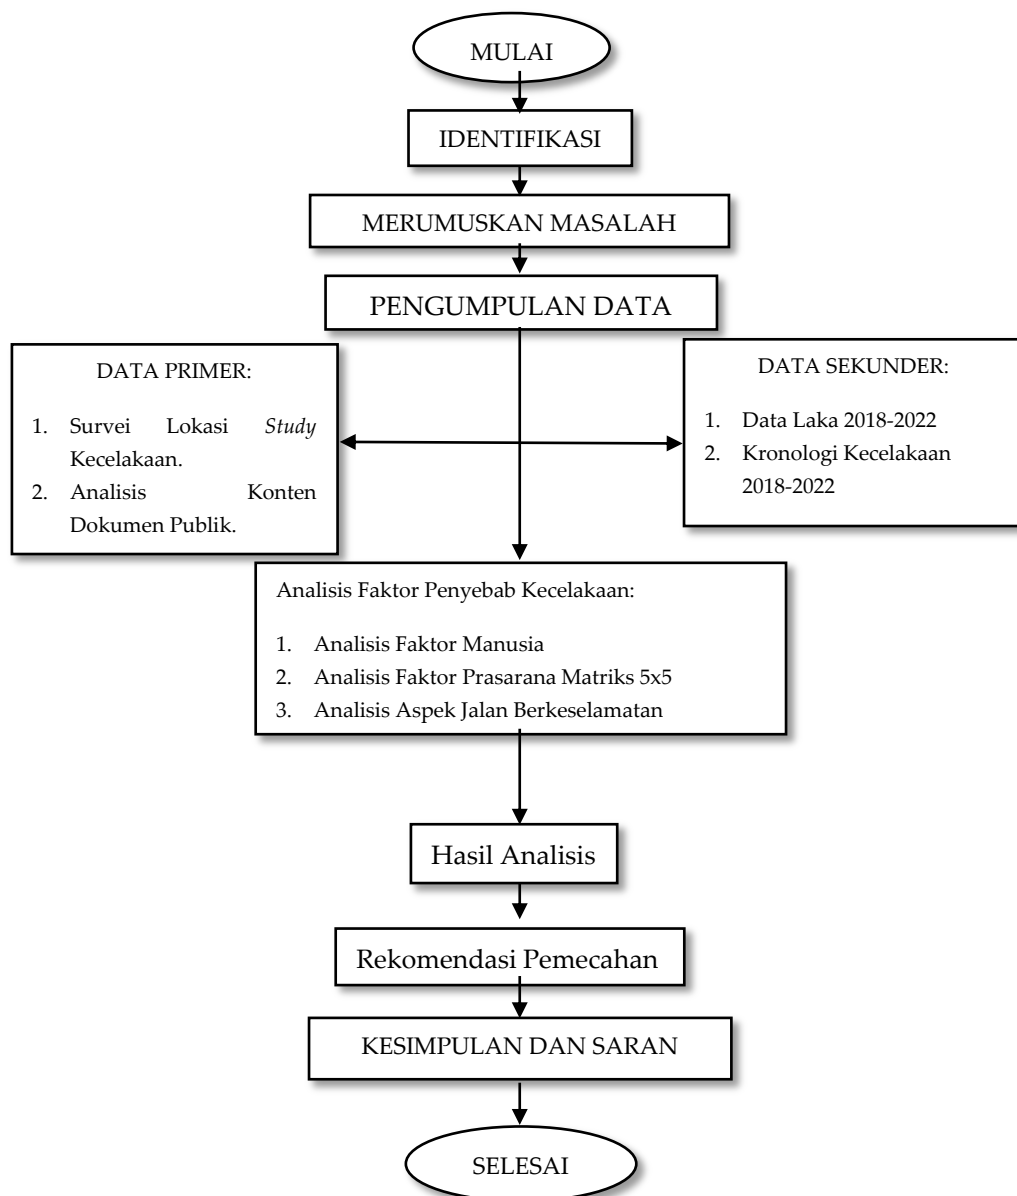 MULAI
IDENTIFIKASI
MERUMUSKAN MASALAH
PENGUMPULAN DATA
DATA PRIMER:
1. Survei Lokasi Study
Kecelakaan.
2. Analisis Konten
Dokumen Publik.
DATA SEKUNDER:
1. Data Laka 2018-2022
2. Kronologi Kecelakaan
2018-2022
Analisis Faktor Penyebab Kecelakaan:
1. Analisis Faktor Manusia
2. Analisis Faktor Prasarana Matriks 5x5
3. Analisis Aspek Jalan Berkeselamatan
Hasil Analisis
Rekomendasi Pemecahan
KESIMPULAN DAN SARAN
SELESAI